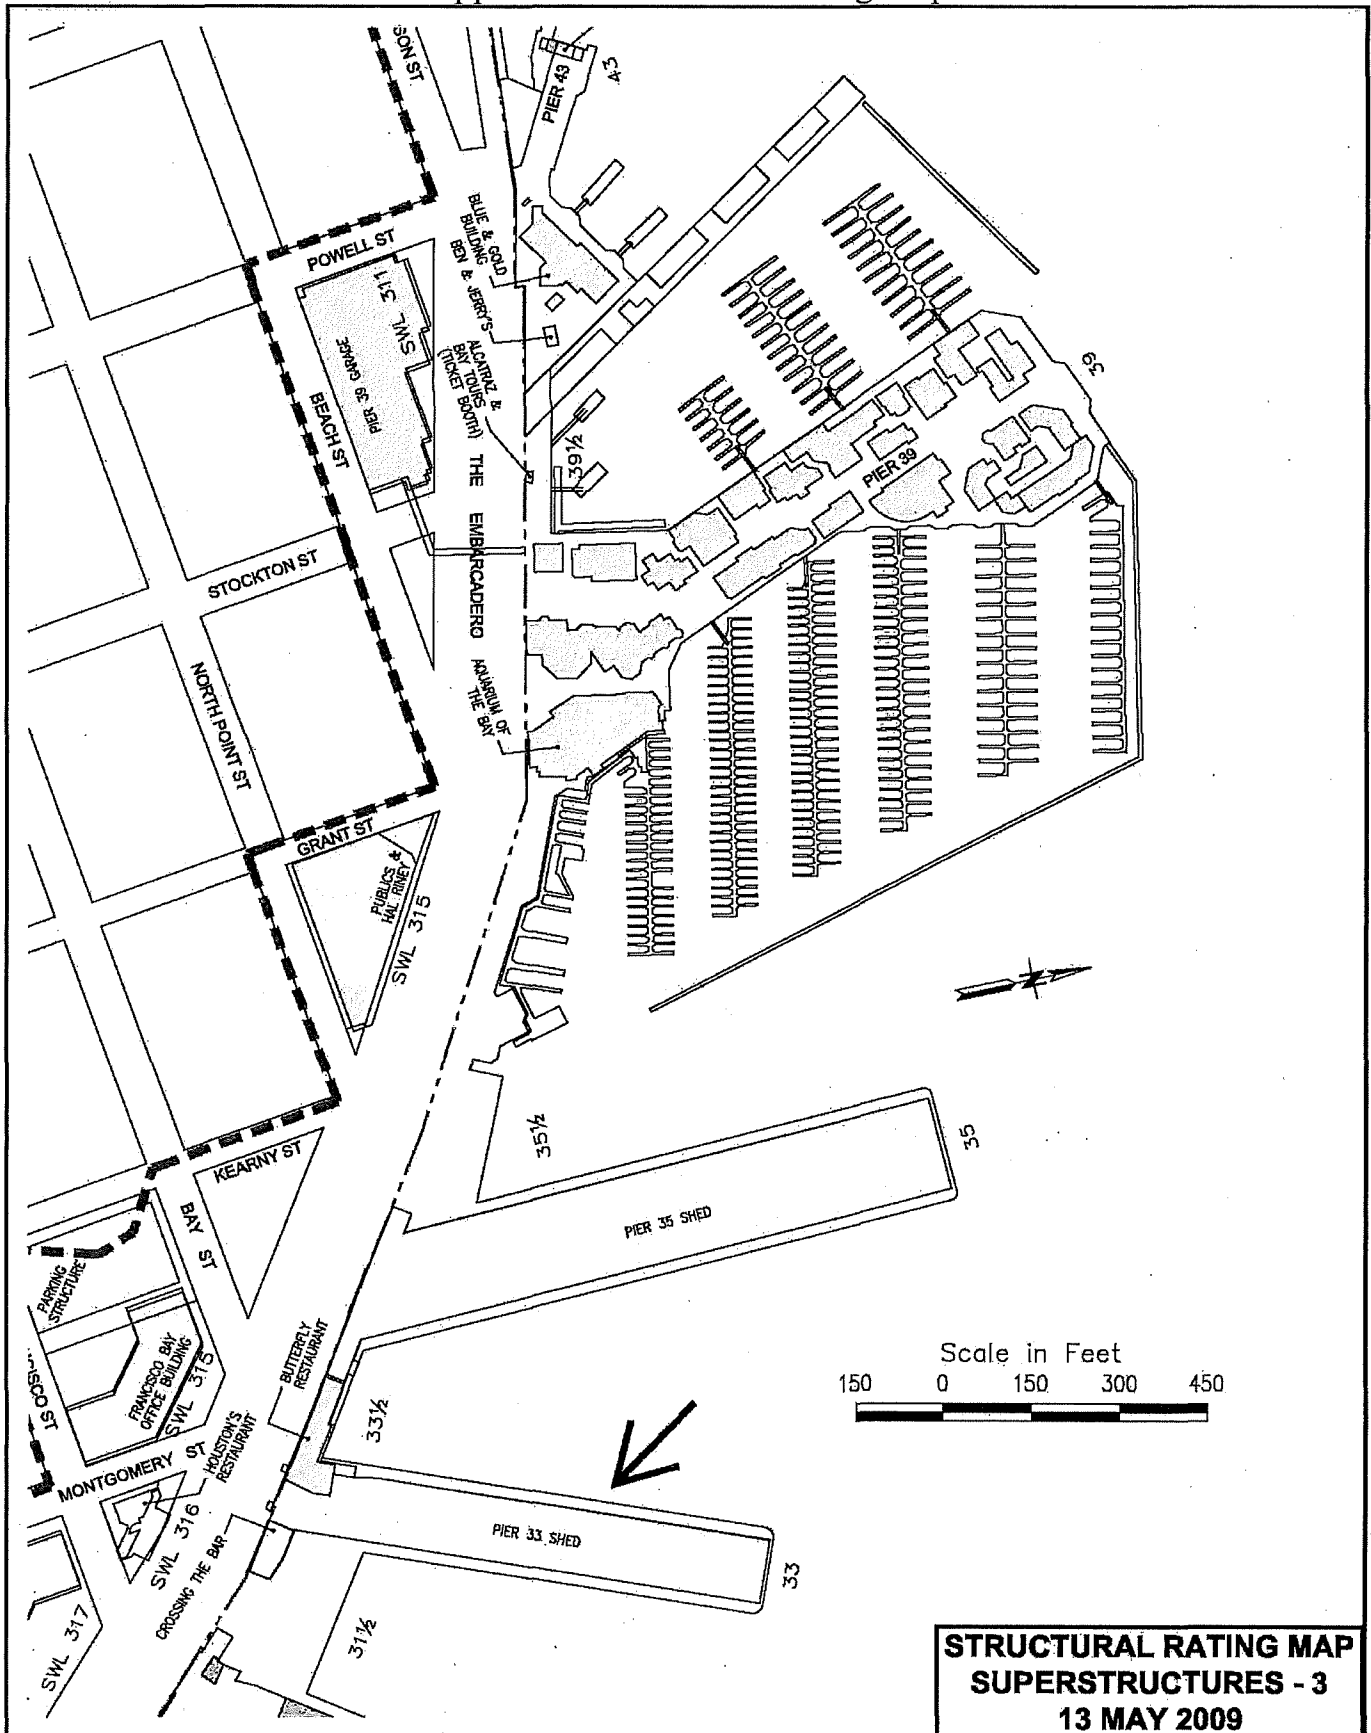 SON ST
PIER 43
43
BLUE & GOLD
BUILDING
BEN & JERRY'S
ALCATRAZ &
BAY TOURS
(TICKET BOOTH)
POWELL ST
SWL 311
PIER 39 GARAGE
BEACH ST
THE EMBARCADERO
39½
39
PIER 39
STOCKTON ST
NORTH POINT ST
AQUARIUM OF
THE BAY
GRANT ST
PUBLICS &
HAL RINEY
SWL 315
N
35½
35
PIER 35 SHED
KEARNY ST
BAY ST
PARKING
STRUCTURE
FRANCISCO BAY
OFFICE BUILDING
SWL 315
CISCO ST
MONTGOMERY ST
BUTTERFLY
RESTAURANT
HOUSTON'S
RESTAURANT
33½
Scale in Feet
150 0 150 300 450
PIER 33 SHED
33
SWL 316
CROSSING THE BAR
SWL 317
31½
STRUCTURAL RATING MAP
SUPERSTRUCTURES - 3
13 MAY 2009